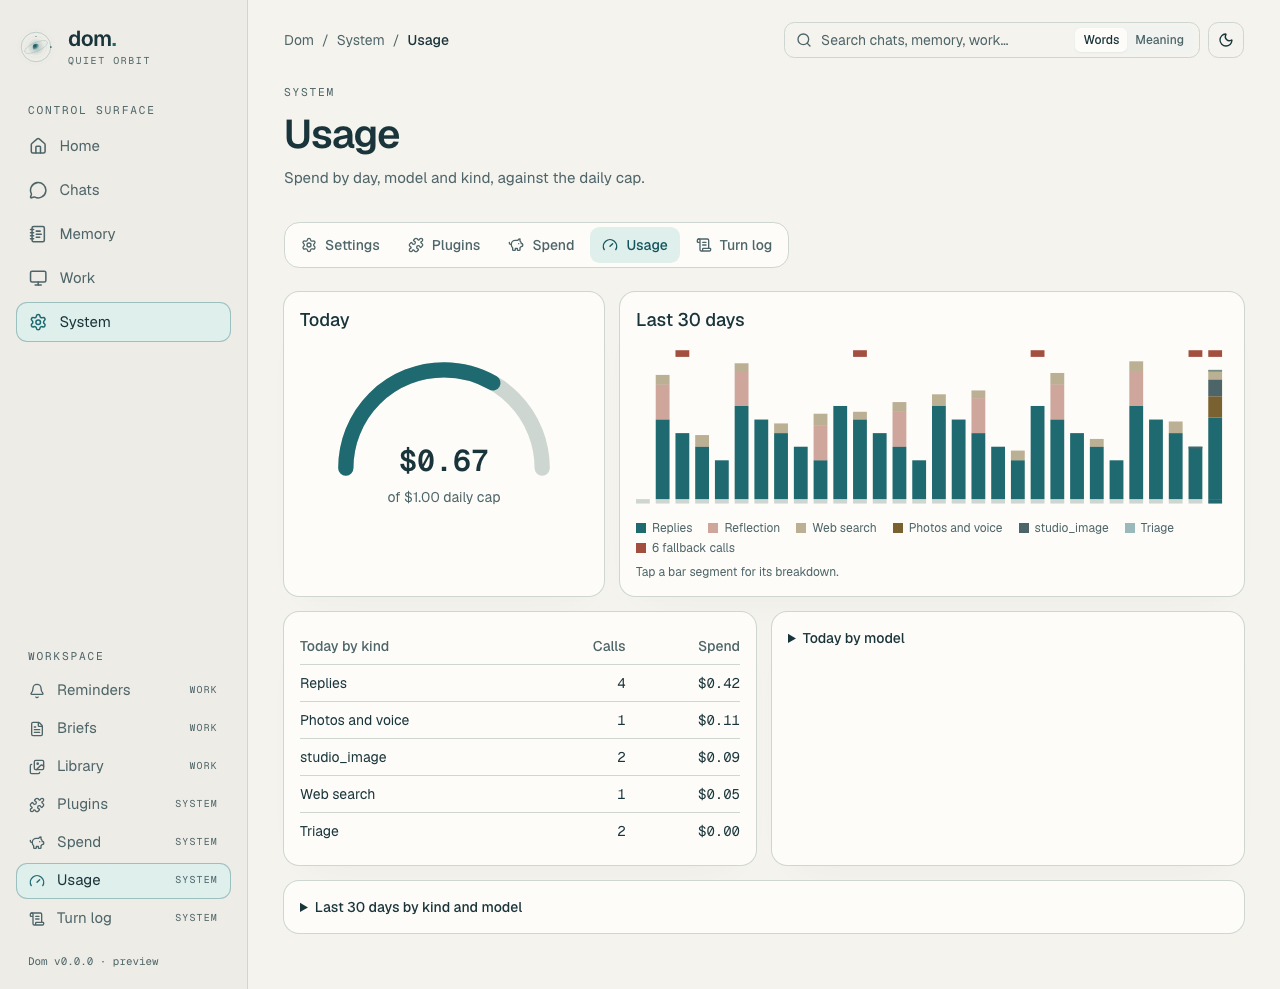 dom.
QUIET ORBIT
CONTROL SURFACE
Home
Chats
Memory
Work
System
WORKSPACE
Reminders WORK
Briefs WORK
Library WORK
Plugins SYSTEM
Spend SYSTEM
Usage SYSTEM
Turn log SYSTEM
Dom v0.0.0 · preview
Dom / System / Usage
Search chats, memory, work… Words Meaning
SYSTEM
Usage
Spend by day, model and kind, against the daily cap.
Settings Plugins Spend Usage Turn log
Today
$0.67
of $1.00 daily cap
Last 30 days
Replies Reflection Web search Photos and voice studio_image Triage
6 fallback calls
Tap a bar segment for its breakdown.
Today by kind Calls Spend
Replies 4 $0.42
Photos and voice 1 $0.11
studio_image 2 $0.09
Web search 1 $0.05
Triage 2 $0.00
Today by model
Last 30 days by kind and model